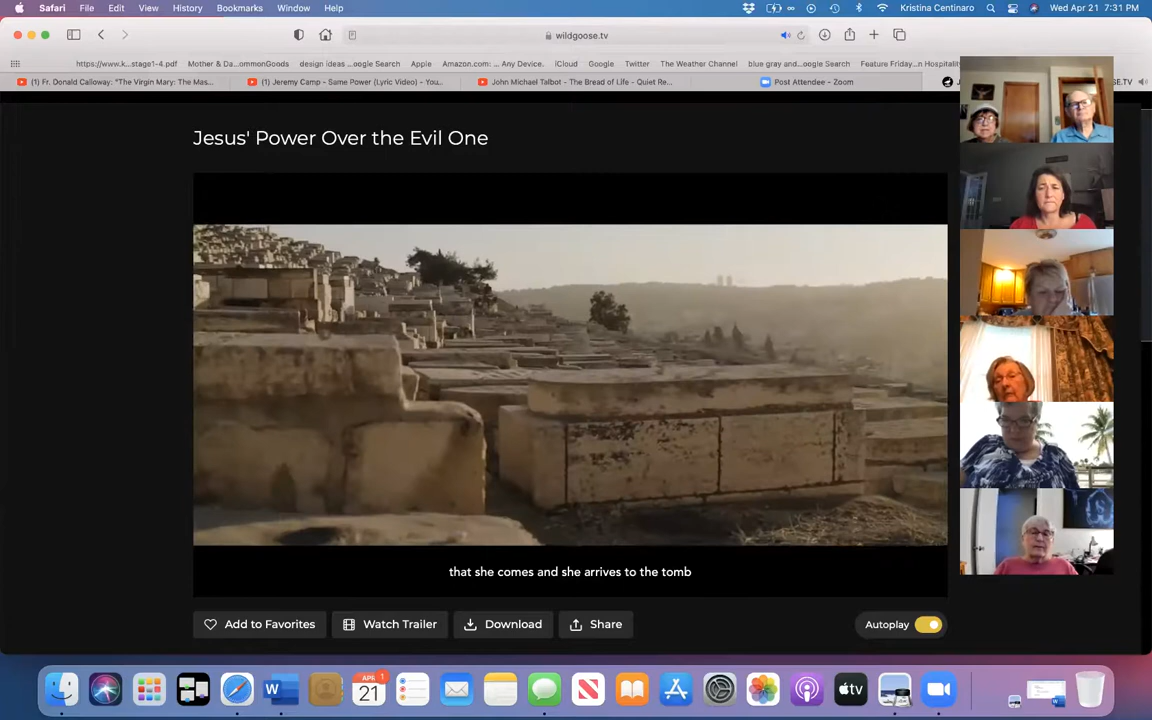 Safari File Edit View History Bookmarks Window Help Kristina Centinaro Wed Apr 21 7:31 PM
wildgoose.tv
https://www.k...stage1-4.pdf Mother & Da...ommonGoods design ideas ...oogle Search Apple Amazon.com: ... Any Device. iCloud Google Twitter The Weather Channel blue gray and...oogle Search Feature Friday...n Hospitality
(1) Fr. Donald Calloway: "The Virgin Mary: The Mas... (1) Jeremy Camp - Same Power (Lyric Video) - You... John Michael Talbot - The Bread of Life - Quiet Re... Post Attendee - Zoom
Jesus' Power Over the Evil One
that she comes and she arrives to the tomb
Add to Favorites Watch Trailer Download Share Autoplay
APR 1
21
W
tv